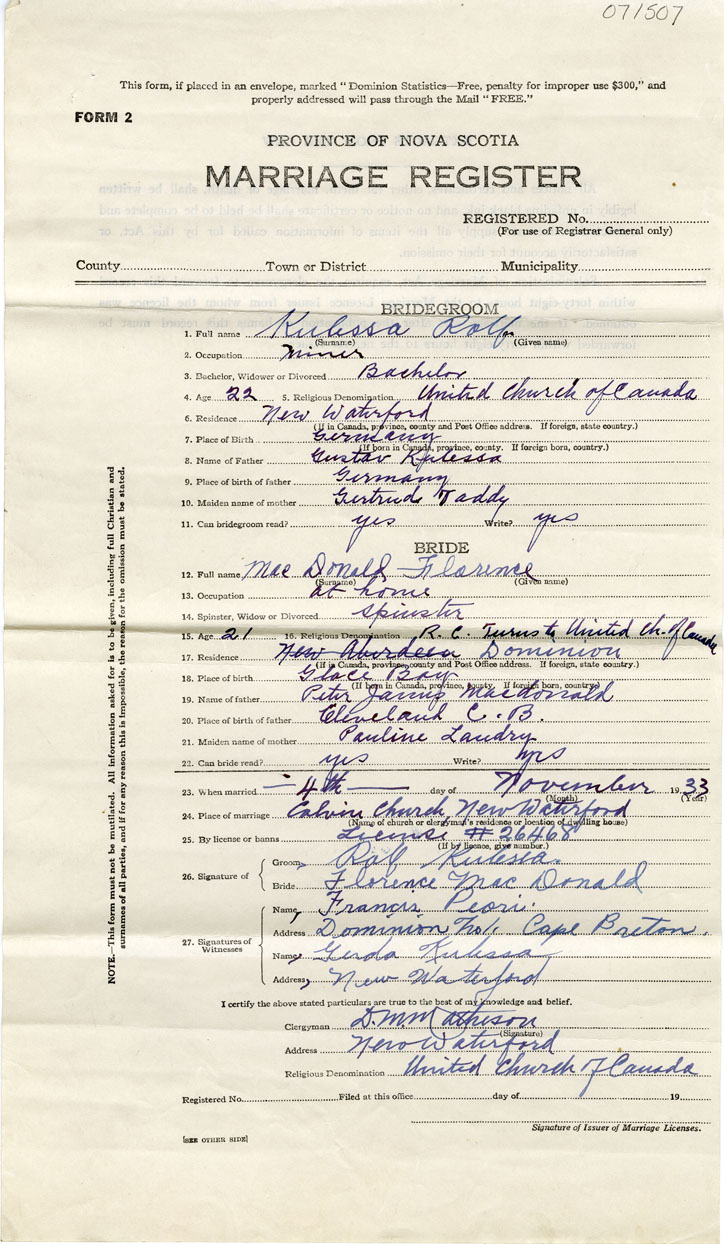 071507
This form, if placed in an envelope, marked "Dominion Statistics—Free, penalty for improper use $300," and
properly addressed will pass through the Mail "FREE."
FORM 2
PROVINCE OF NOVA SCOTIA
MARRIAGE REGISTER
REGISTERED No.
(For use of Registrar General only)
County Town or District Municipality
BRIDEGROOM
1. Full name Kulessa Rolf
(Surname) (Given name)
2. Occupation Miner
3. Bachelor, Widower or Divorced Bachelor
4. Age 22 5. Religious Denomination United Church of Canada
6. Residence New Waterford
(If in Canada, province, county and Post Office address. If foreign, state country.)
7. Place of Birth Germany
(If born in Canada, province, county. If foreign born, country.)
8. Name of Father Gustav Kulessa
9. Place of birth of father Germany
10. Maiden name of mother Gertrude Taddy
11. Can bridegroom read? yes Write? yes
BRIDE
12. Full name Mac Donald Florence
(Surname) (Given name)
13. Occupation at home
14. Spinster, Widow or Divorced Spinster
15. Age 21 16. Religious Denomination R. C. Turns to United Ch. of Canada
17. Residence New Aberdeen Dominion
(If in Canada, province, county and Post Office address. If foreign, state country.)
18. Place of birth Glace Bay
(If born in Canada, province, county. If foreign born, country.)
19. Name of father Peter James Macdonald
20. Place of birth of father Cleveland C. B.
21. Maiden name of mother Pauline Landry
22. Can bride read? yes Write? yes
23. When married 4th day of November 1933
(Month) (Year)
24. Place of marriage Calvin Church, New Waterford
(Name of church or clergyman's residence or location of dwelling house)
25. By license or banns License # 26468
(If by licence, give number.)
26. Signature of
Groom, Rolf Kulessa.
Bride Florence Mac Donald
27. Signatures of Witnesses
Name, Francis Peori.
Address Dominion No 1, Cape Breton.
Name, Gerda Kulessa
Address, New Waterford
I certify the above stated particulars are true to the best of my knowledge and belief.
Clergyman D. M. Matheson
(Signature)
Address New Waterford
Religious Denomination United Church of Canada
Registered No. Filed at this office day of 19
Signature of Issuer of Marriage Licenses.
[SEE OTHER SIDE]
NOTE.—This form must not be mutilated. All information asked for is to be given, including full Christian and
surnames of all parties, and if for any reason this is impossible, the reason for the omission must be stated.